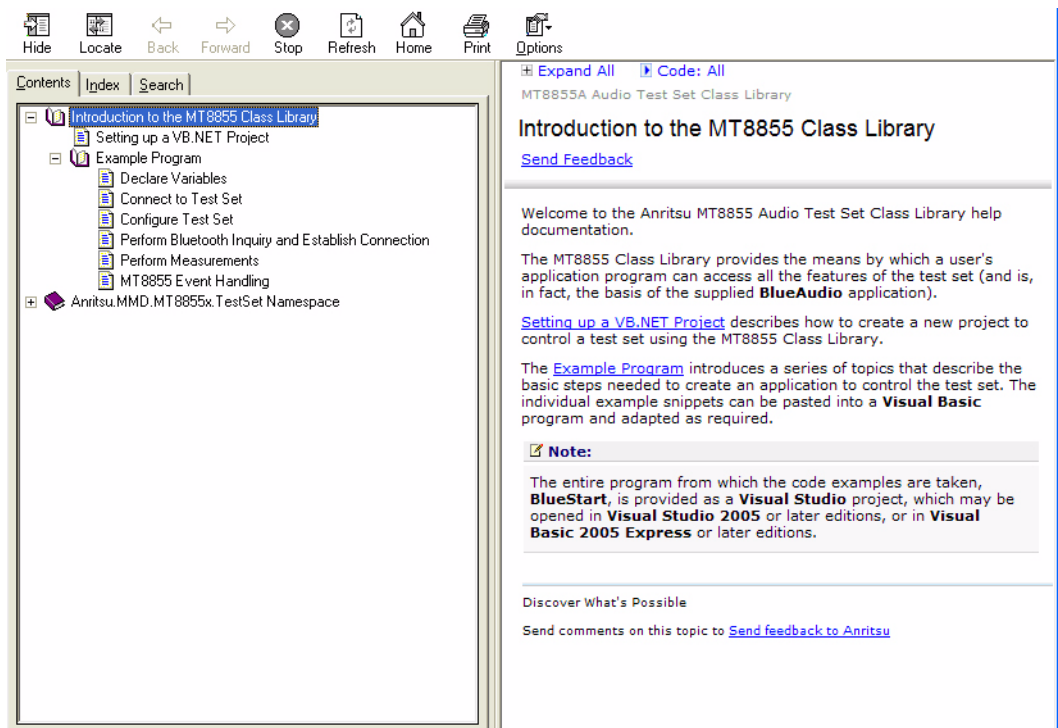 Hide Locate Back Forward Stop Refresh Home Print Options
Contents Index Search
Introduction to the MT8855 Class Library
Setting up a VB.NET Project
Example Program
Declare Variables
Connect to Test Set
Configure Test Set
Perform Bluetooth Inquiry and Establish Connection
Perform Measurements
MT8855 Event Handling
Anritsu.MMD.MT8855x.TestSet Namespace
Expand All Code: All
MT8855A Audio Test Set Class Library
Introduction to the MT8855 Class Library
Send Feedback
Welcome to the Anritsu MT8855 Audio Test Set Class Library help
documentation.
The MT8855 Class Library provides the means by which a user's
application program can access all the features of the test set (and is,
in fact, the basis of the supplied BlueAudio application).
Setting up a VB.NET Project describes how to create a new project to
control a test set using the MT8855 Class Library.
The Example Program introduces a series of topics that describe the
basic steps needed to create an application to control the test set. The
individual example snippets can be pasted into a Visual Basic
program and adapted as required.
Note:
The entire program from which the code examples are taken,
BlueStart, is provided as a Visual Studio project, which may be
opened in Visual Studio 2005 or later editions, or in Visual
Basic 2005 Express or later editions.
Discover What's Possible
Send comments on this topic to Send feedback to Anritsu